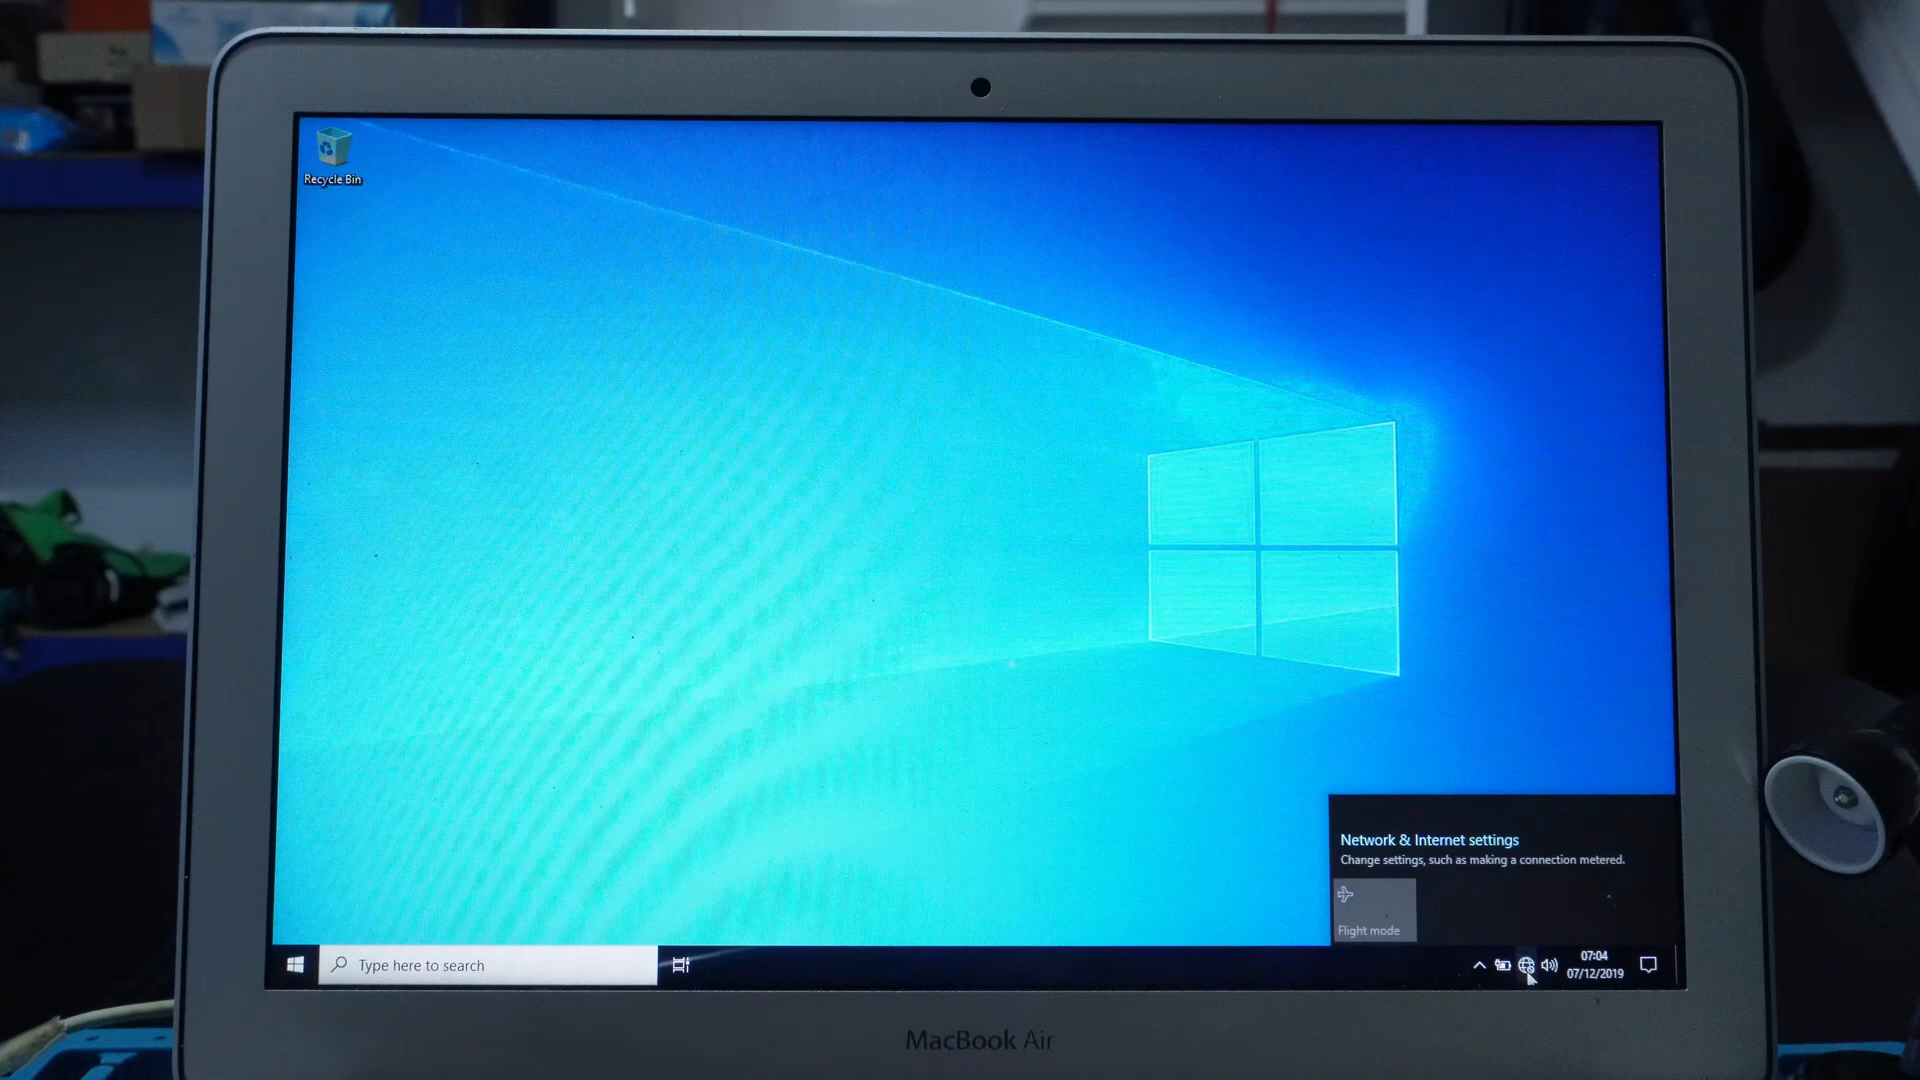 Recycle Bin
Network & Internet settings
Change settings, such as making a connection metered.
Flight mode
Type here to search
07:04
07/12/2019
MacBook Air